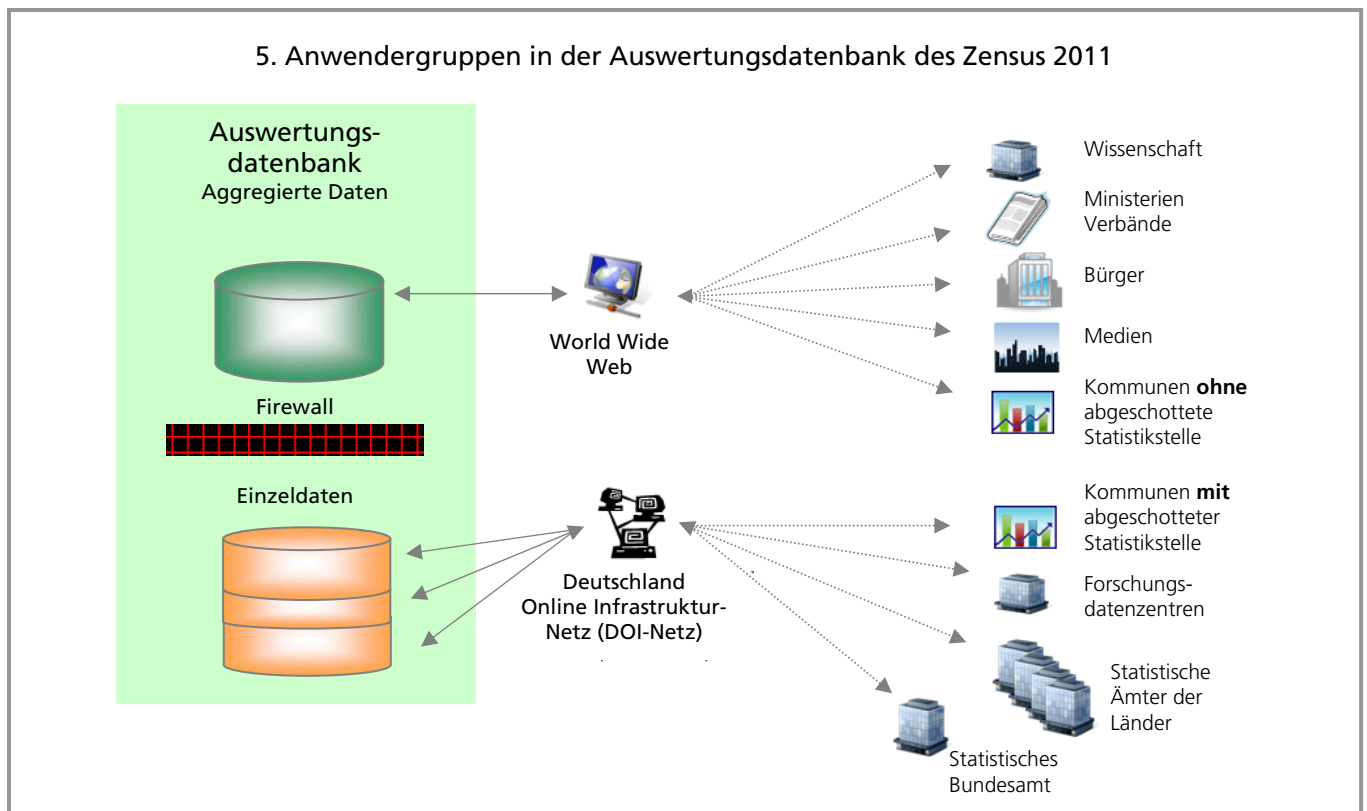 5. Anwendergruppen in der Auswertungsdatenbank des Zensus 2011
Auswertungs-
datenbank
Aggregierte Daten
Firewall
Einzeldaten
World Wide
Web
Deutschland
Online Infrastruktur-
Netz (DOI-Netz)
Wissenschaft
Ministerien
Verbände
Bürger
Medien
Kommunen ohne
abgeschottete
Statistikstelle
Kommunen mit
abgeschotteter
Statistikstelle
Forschungs-
datenzentren
Statistische
Ämter der
Länder
Statistisches
Bundesamt